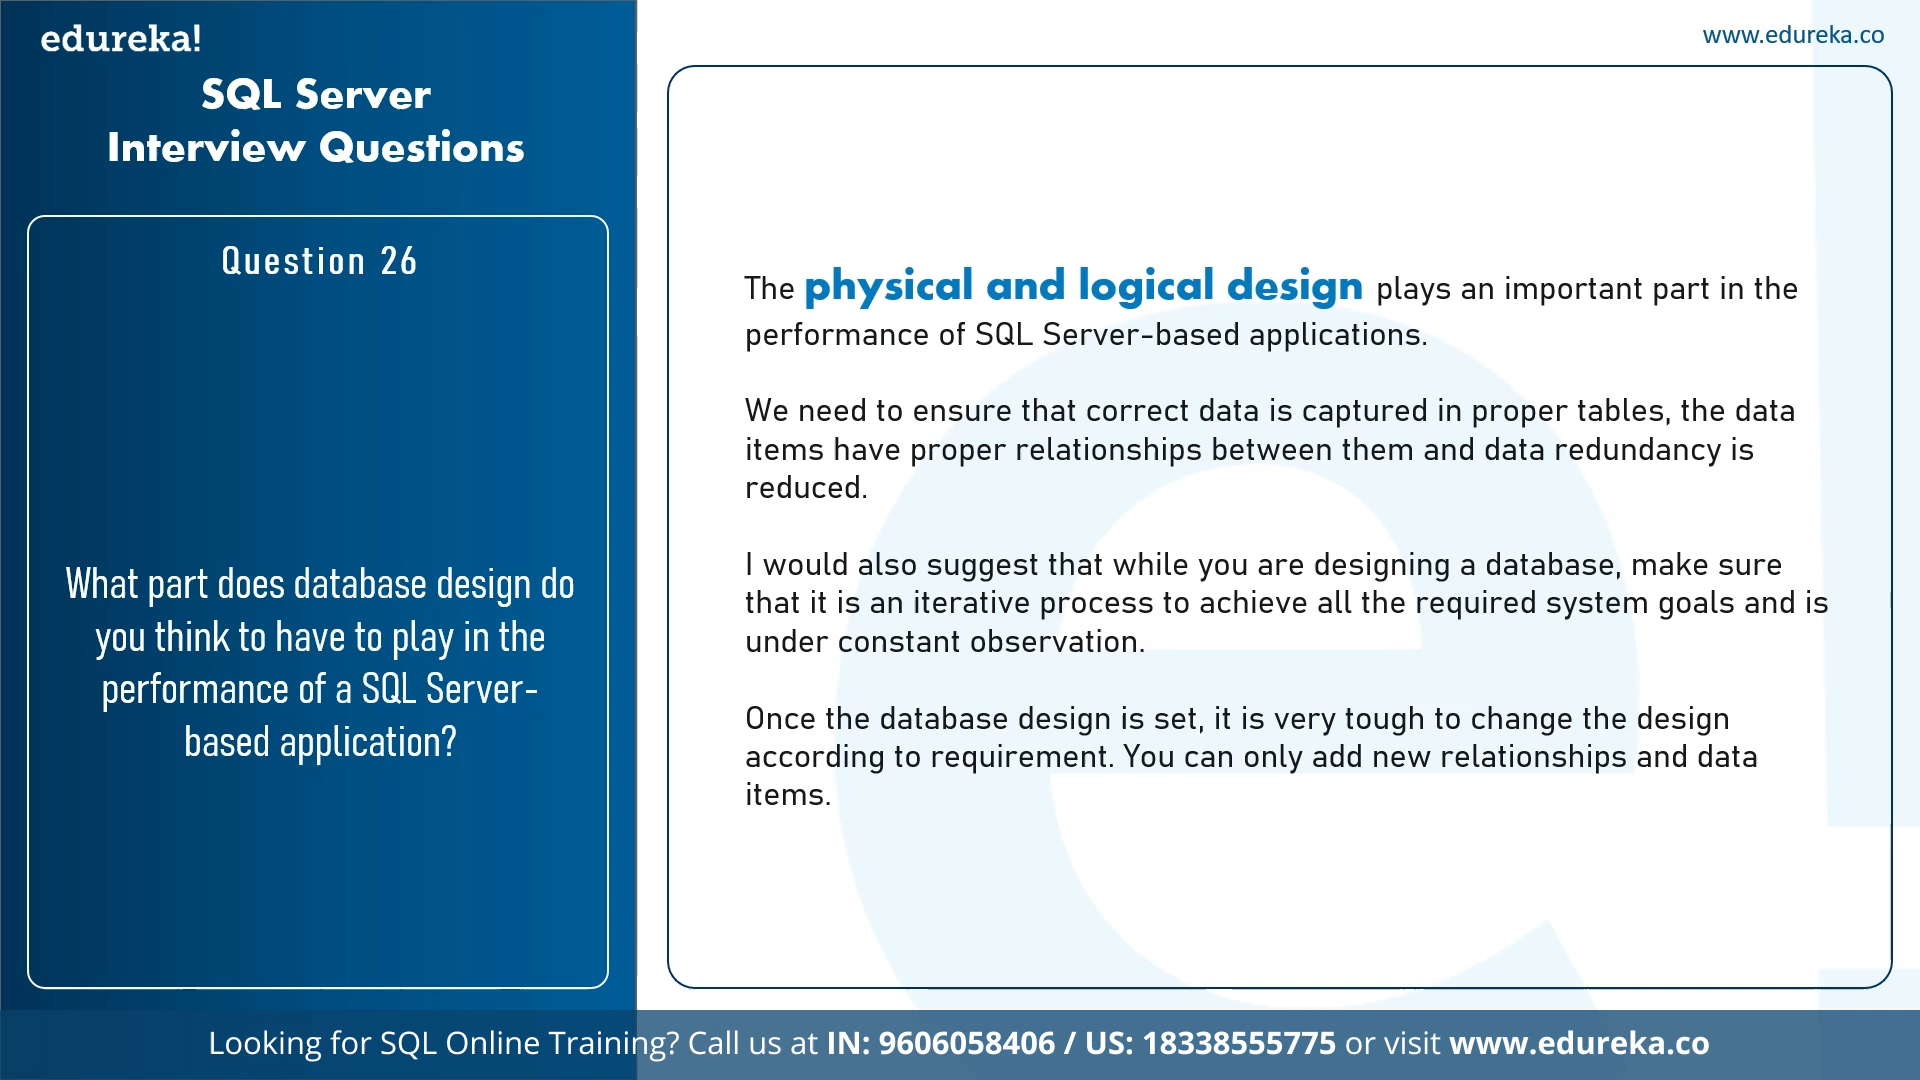 edureka!
www.edureka.co
SQL Server
Interview Questions
Question 26
What part does database design do
you think to have to play in the
performance of a SQL Server-
based application?
The physical and logical design plays an important part in the
performance of SQL Server-based applications.
We need to ensure that correct data is captured in proper tables, the data
items have proper relationships between them and data redundancy is
reduced.
I would also suggest that while you are designing a database, make sure
that it is an iterative process to achieve all the required system goals and is
under constant observation.
Once the database design is set, it is very tough to change the design
according to requirement. You can only add new relationships and data
items.
Looking for SQL Online Training? Call us at IN: 9606058406 / US: 18338555775 or visit www.edureka.co